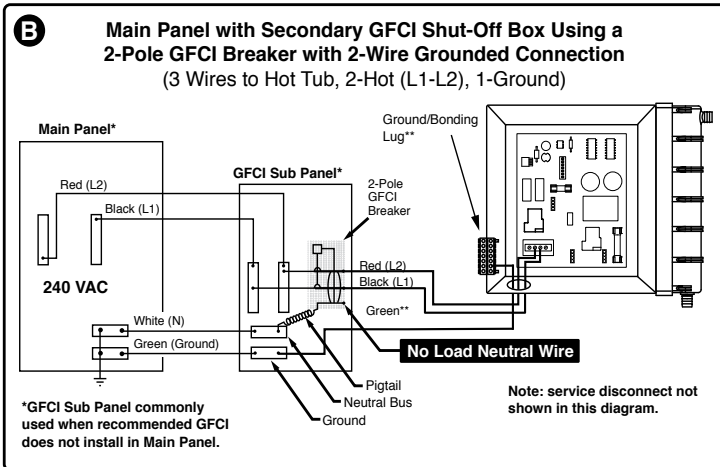 B
Main Panel with Secondary GFCI Shut-Off Box Using a
2-Pole GFCI Breaker with 2-Wire Grounded Connection
(3 Wires to Hot Tub, 2-Hot (L1-L2), 1-Ground)
Ground/Bonding
Lug**
Main Panel*
GFCI Sub Panel*
2-Pole
GFCI
Breaker
Red (L2)
Black (L1)
240 VAC
Red (L2)
Black (L1)
Green**
White (N)
Green (Ground)
No Load Neutral Wire
Pigtail
Neutral Bus
Ground
*GFCI Sub Panel commonly
used when recommended GFCI
does not install in Main Panel.
Note: service disconnect not
shown in this diagram.